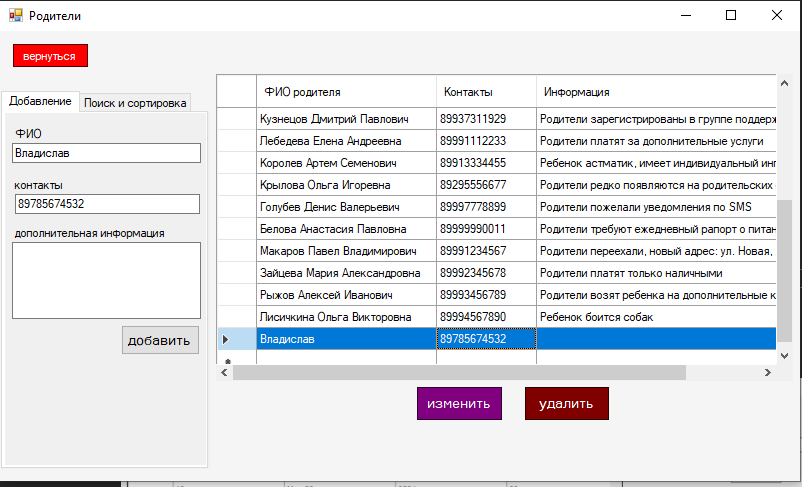 Родители
вернуться
Добавление Поиск и сортировка
ФИО
Владислав
контакты
89785674532
дополнительная информация
добавить
ФИО родителя Контакты Информация
Кузнецов Дмитрий Павлович 89937311929 Родители зарегистрированы в группе поддерж
Лебедева Елена Андреевна 89991112233 Родители платят за дополнительные услуги
Королев Артем Семенович 89913334455 Ребенок астматик, имеет индивидуальный инг
Крылова Ольга Игоревна 89295556677 Родители редко появляются на родительских
Голубев Денис Валерьевич 89997778899 Родители пожелали уведомления по SMS
Белова Анастасия Павловна 89999990011 Родители требуют ежедневный рапорт о питан
Макаров Павел Владимирович 89991234567 Родители переехали, новый адрес: ул. Новая,
Зайцева Мария Александровна 89992345678 Родители платят только наличными
Рыжов Алексей Иванович 89993456789 Родители возят ребенка на дополнительные к
Лисичкина Ольга Викторовна 89994567890 Ребенок боится собак
Владислав 89785674532
изменить удалить